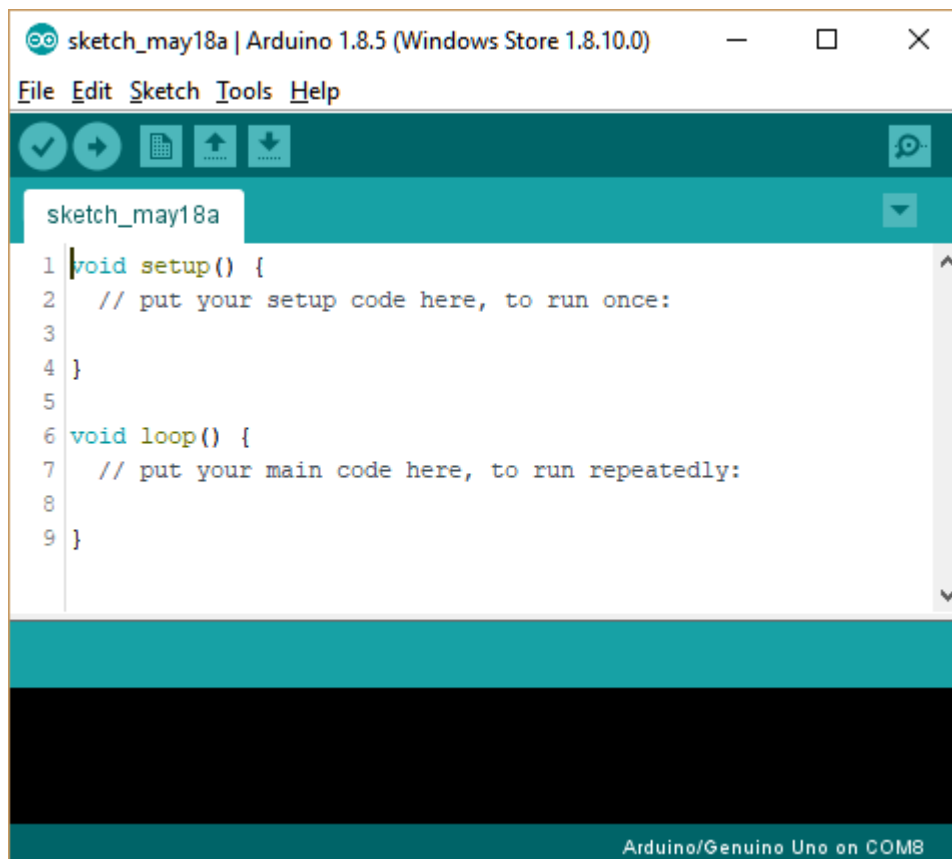 sketch_may18a | Arduino 1.8.5 (Windows Store 1.8.10.0)
File Edit Sketch Tools Help
sketch_may18a
1 void setup() {
2   // put your setup code here, to run once:
3
4 }
5
6 void loop() {
7   // put your main code here, to run repeatedly:
8
9 }
Arduino/Genuino Uno on COM8